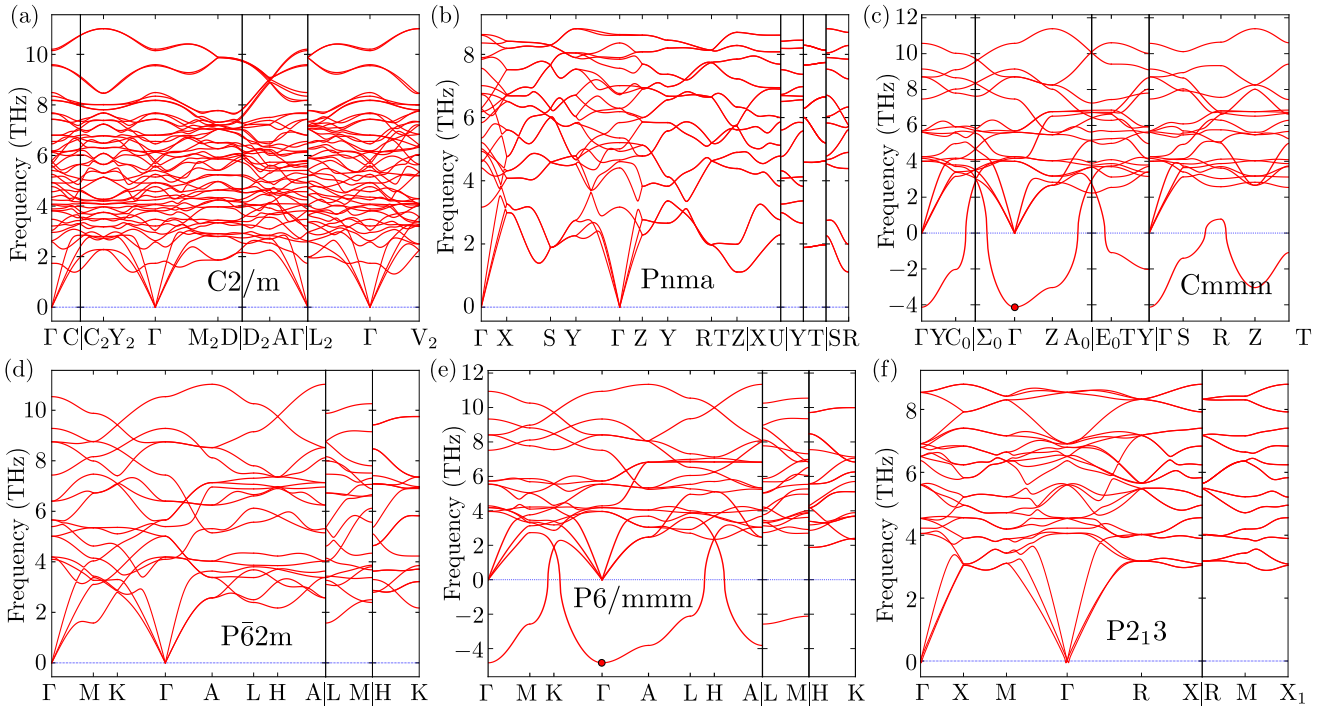 (a)
Frequency (THz)
10
8
6
4
2
0
C2/m
Γ C|C₂Y₂ Γ M₂D|D₂AΓ|L₂ Γ V₂
(b)
Frequency (THz)
8
6
4
2
0
Pnma
Γ X S Y Γ Z Y RTZ|XU|YT|SR
(c)
Frequency (THz)
12
10
8
6
4
2
0
−2
−4
Cmmm
ΓYC₀|Σ₀ Γ Z A₀|E₀TY|Γ S R Z T
(d)
Frequency (THz)
10
8
6
4
2
0
P6̄2m
Γ M K Γ A L H A|L M|H K
(e)
Frequency (THz)
12
10
8
6
4
2
0
−2
−4
P6/mmm
Γ M K Γ A L H A|L M|H K
(f)
Frequency (THz)
8
6
4
2
0
P2₁3
Γ X M Γ R X|R M X₁